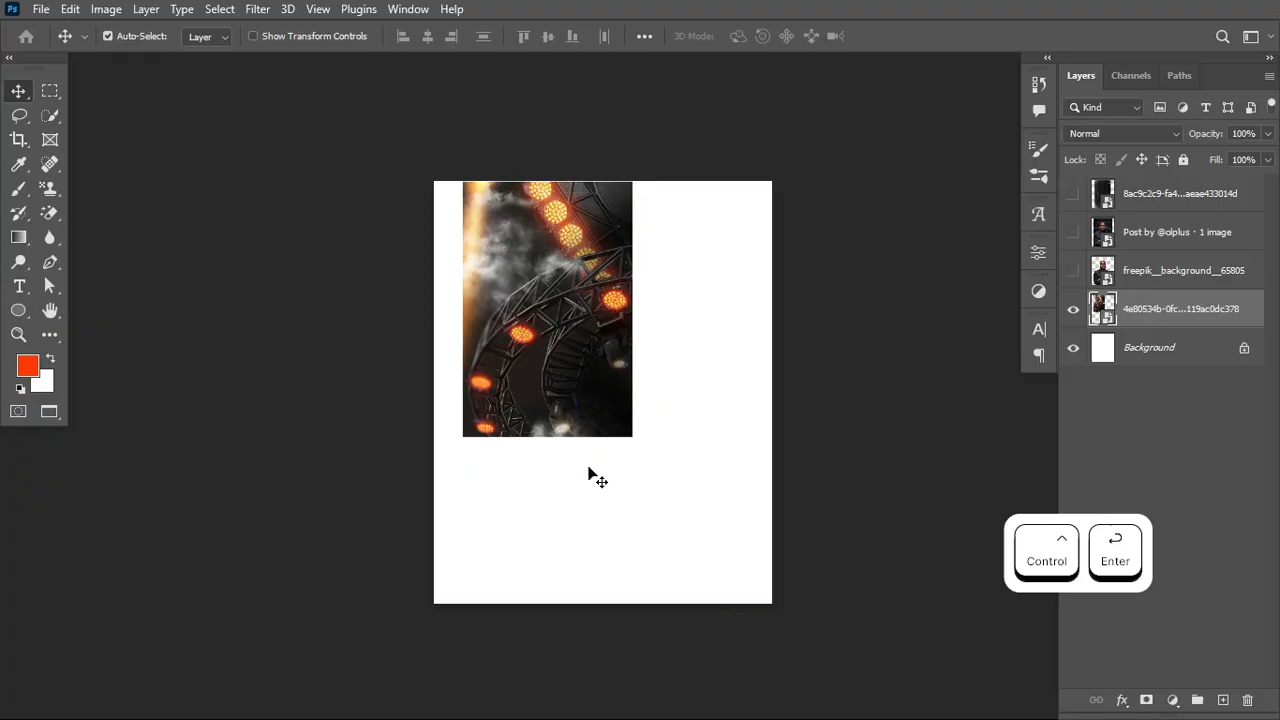 Ps File Edit Image Layer Type Select Filter 3D View Plugins Window Help
Auto-Select: Layer Show Transform Controls 3D Mode:
Layers Channels Paths
Kind
Normal Opacity: 100%
Lock: Fill: 100%
8ac9c2c9-fa4...aeae433014d
Post by @olplus · 1 image
freepik__background__65805
4e80534b-0fc...119ac0dc378
Background
Control Enter